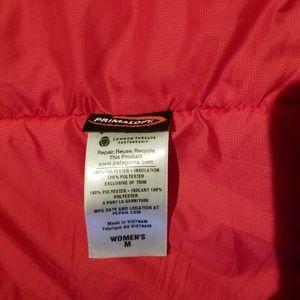 PRIMALOFT
COMMON THREADS
PARTNERSHIP
Repair, Reuse, Recycle
This Product
www.patagonia.com
100% POLYESTER • INSULATION
100% POLYESTER
EXCLUSIVE OF TRIM
100% POLYESTER • ISOLANT 100%
POLYESTER
A PART LA GARNITURE
MFG DATE AND LOCATION AT
PCPSIA.COM
Made in VIETNAM
Fabriqué AU VIETNAM
WOMEN'S
M